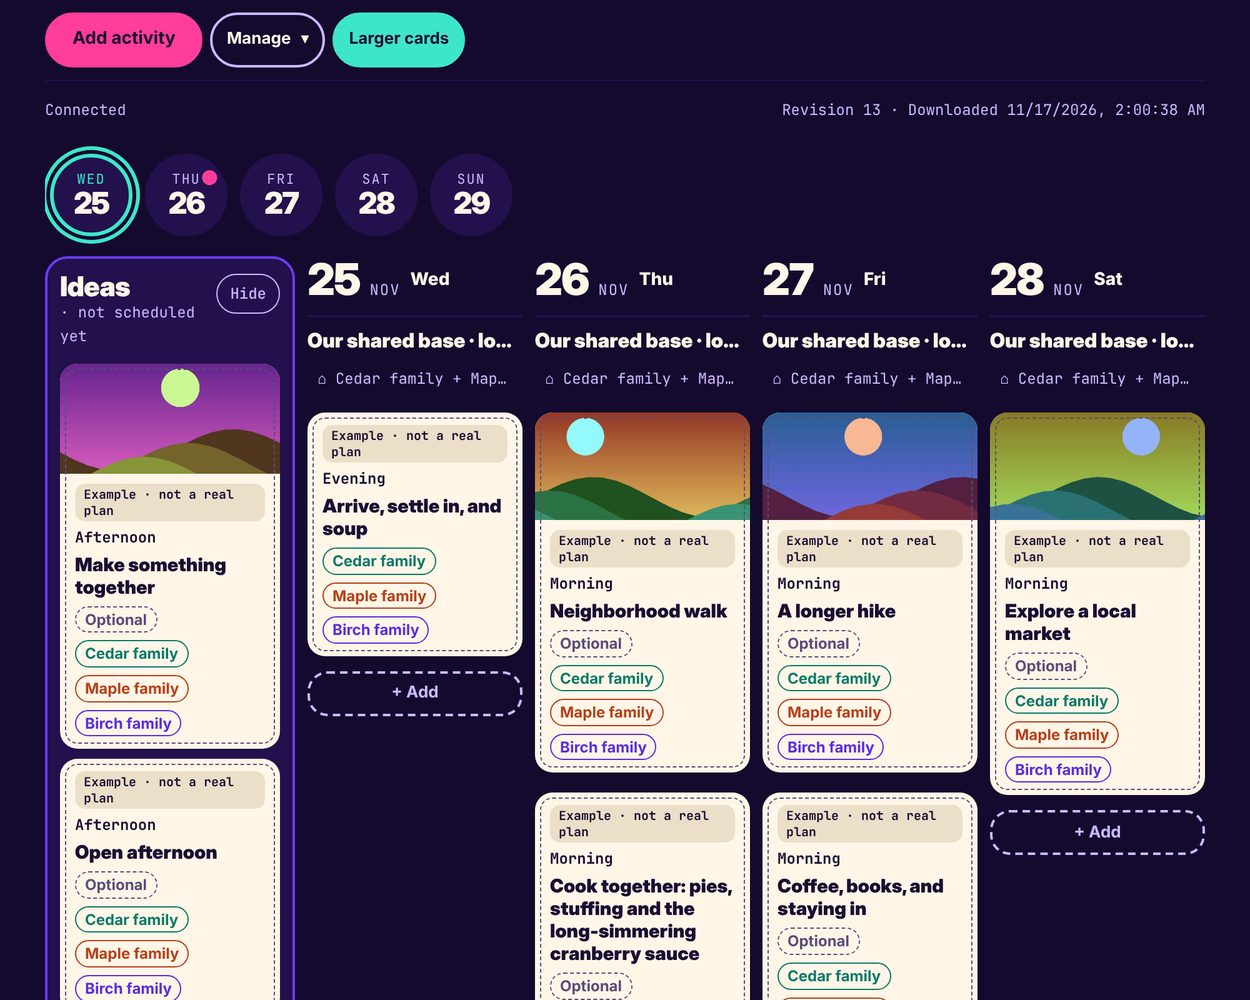 Add activity
Manage ▾
Larger cards
Connected
Revision 13 · Downloaded 11/17/2026, 2:00:38 AM
WED
25
THU
26
FRI
27
SAT
28
SUN
29
Ideas
· not scheduled
yet
Hide
Example · not a real
plan
Afternoon
Make something
together
Optional
Cedar family
Maple family
Birch family
Example · not a real
plan
Afternoon
Open afternoon
Optional
Cedar family
Maple family
Birch family
25 NOV Wed
Our shared base · lo...
⌂ Cedar family + Map…
Example · not a real
plan
Evening
Arrive, settle in, and
soup
Cedar family
Maple family
Birch family
+ Add
26 NOV Thu
Our shared base · lo...
⌂ Cedar family + Map…
Example · not a real
plan
Morning
Neighborhood walk
Optional
Cedar family
Maple family
Birch family
Example · not a real
plan
Morning
Cook together: pies,
stuffing and the
long-simmering
cranberry sauce
Optional
27 NOV Fri
Our shared base · lo...
⌂ Cedar family + Map…
Example · not a real
plan
Morning
A longer hike
Optional
Cedar family
Maple family
Birch family
Example · not a real
plan
Morning
Coffee, books, and
staying in
Optional
Cedar family
28 NOV Sat
Our shared base · lo...
⌂ Cedar family + Map…
Example · not a real
plan
Morning
Explore a local
market
Optional
Cedar family
Maple family
Birch family
+ Add